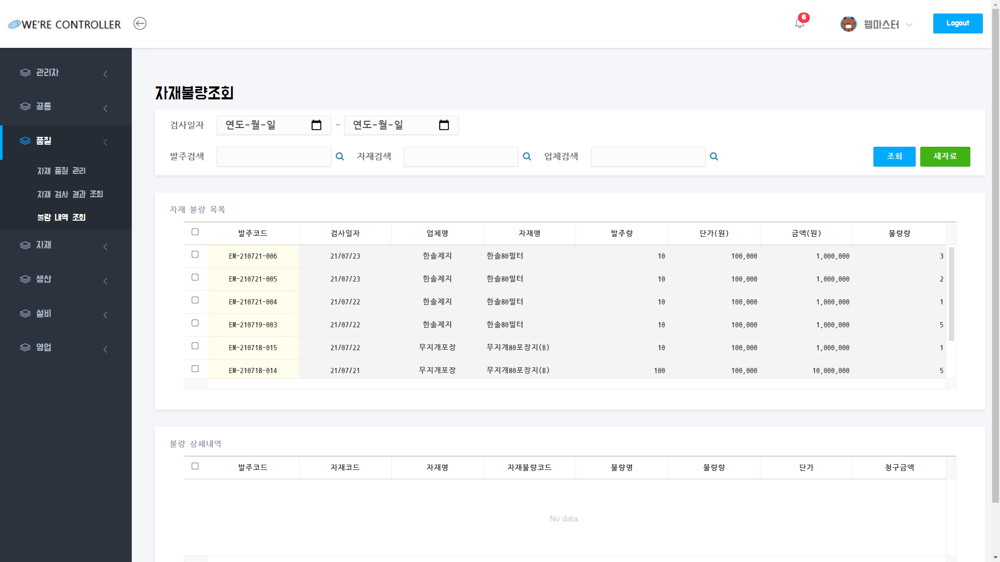 WE'RE CONTROLLER
6
웹마스터
Logout
관리자
공통
품질
자재 품질 관리
자재 검사 결과 조회
불량 내역 조회
자재
생산
설비
영업
자재불량조회
검사일자 연도-월-일 ~ 연도-월-일
발주검색 자재검색 업체검색 조회 새자료
자재 불량 목록
발주코드 검사일자 업체명 자재명 발주량 단가(원) 금액(원) 불량량
EM-210721-006 21/07/23 한솔제지 한솔80필터 10 100,000 1,000,000 3
EM-210721-005 21/07/23 한솔제지 한솔80필터 10 100,000 1,000,000 2
EM-210721-004 21/07/22 한솔제지 한솔80필터 10 100,000 1,000,000 1
EM-210719-003 21/07/22 한솔제지 한솔80필터 10 100,000 1,000,000 5
EM-210718-015 21/07/22 무지개포장 무지개80포장지(B) 10 100,000 1,000,000 1
EM-210718-014 21/07/21 무지개포장 무지개80포장지(B) 100 100,000 10,000,000 5
불량 상세내역
발주코드 자재코드 자재명 자재불량코드 불량명 불량량 단가 청구금액
No data.